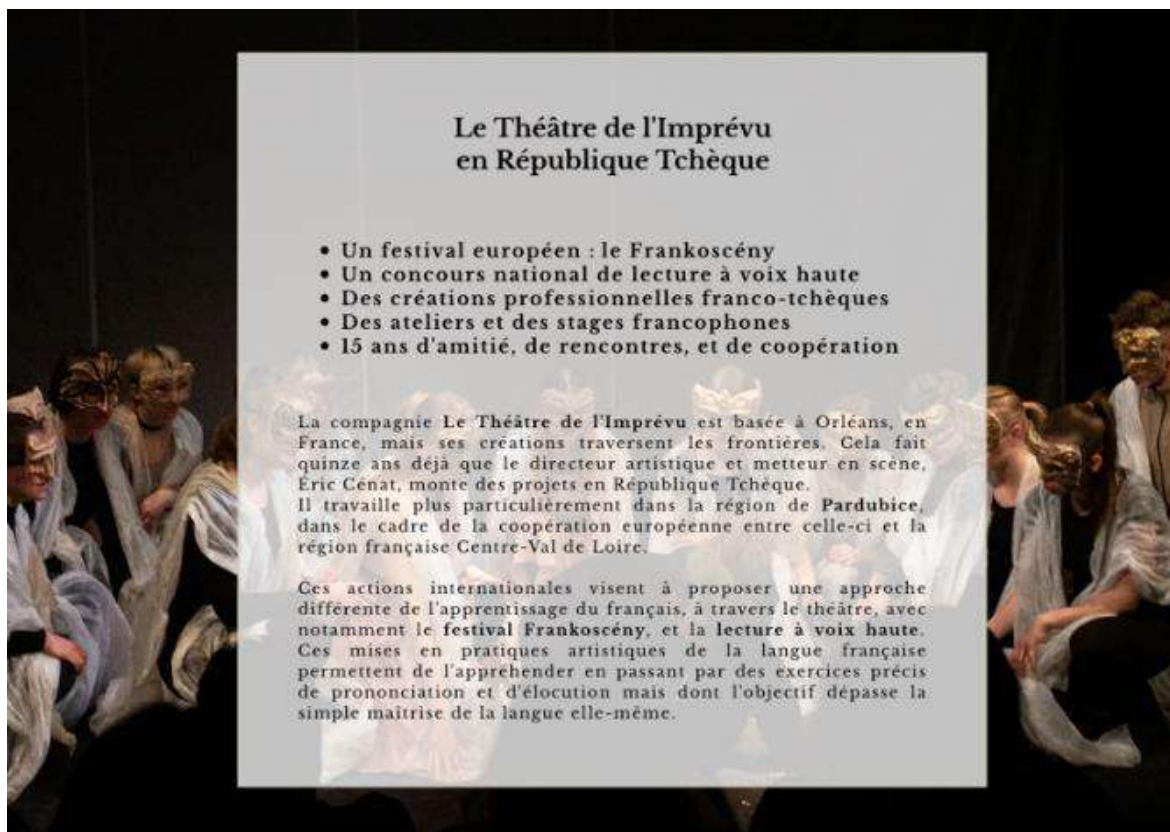 Le Théâtre de l'Imprévu
en République Tchèque
• Un festival européen : le Frankoscény
• Un concours national de lecture à voix haute
• Des créations professionnelles franco-tchèques
• Des ateliers et des stages francophones
• 15 ans d'amitié, de rencontres, et de coopération
La compagnie Le Théâtre de l'Imprévu est basée à Orléans, en
France, mais ses créations traversent les frontières. Cela fait
quinze ans déjà que le directeur artistique et metteur en scène,
Éric Cénat, monte des projets en République Tchèque.
Il travaille plus particulièrement dans la région de Pardubice,
dans le cadre de la coopération européenne entre celle-ci et la
région française Centre-Val de Loire.
Ces actions internationales visent à proposer une approche
différente de l'apprentissage du français, à travers le théâtre, avec
notamment le festival Frankoscény, et la lecture à voix haute.
Ces mises en pratiques artistiques de la langue française
permettent de l'appréhender en passant par des exercices précis
de prononciation et d'élocution mais dont l'objectif dépasse la
simple maîtrise de la langue elle-même.